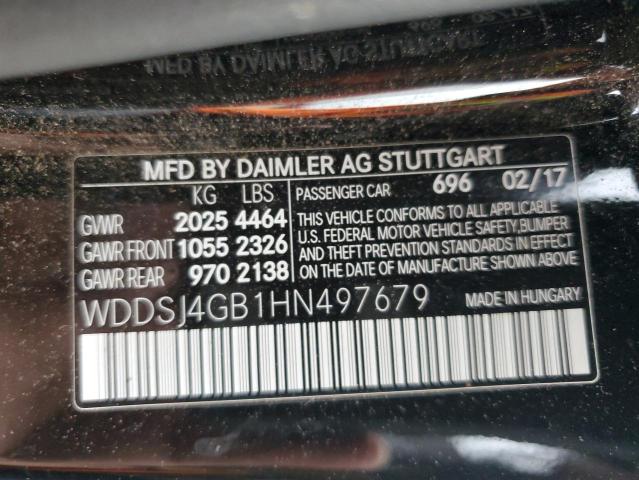 MFD BY DAIMLER AG STUTTGART
KG LBS
GVWR 2025 4464
GAWR FRONT 1055 2326
GAWR REAR 970 2138
PASSENGER CAR 696 02/17
THIS VEHICLE CONFORMS TO ALL APPLICABLE
U.S. FEDERAL MOTOR VEHICLE SAFETY,BUMPER
AND THEFT PREVENTION STANDARDS IN EFFECT
ON THE DATE OF MANUFACTURE SHOWN ABOVE.
WDDSJ4GB1HN497679 MADE IN HUNGARY